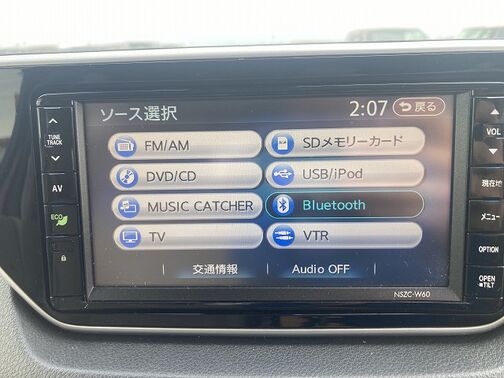 ソース選択
2:07
戻る
FM/AM
SDメモリーカード
DVD/CD
USB/iPod
MUSIC CATCHER
Bluetooth
TV
VTR
交通情報
Audio OFF
TUNE
TRACK
AV
ECO
VOL
現在地
メニュー
OPTION
OPEN
TILT
NSZC-W60